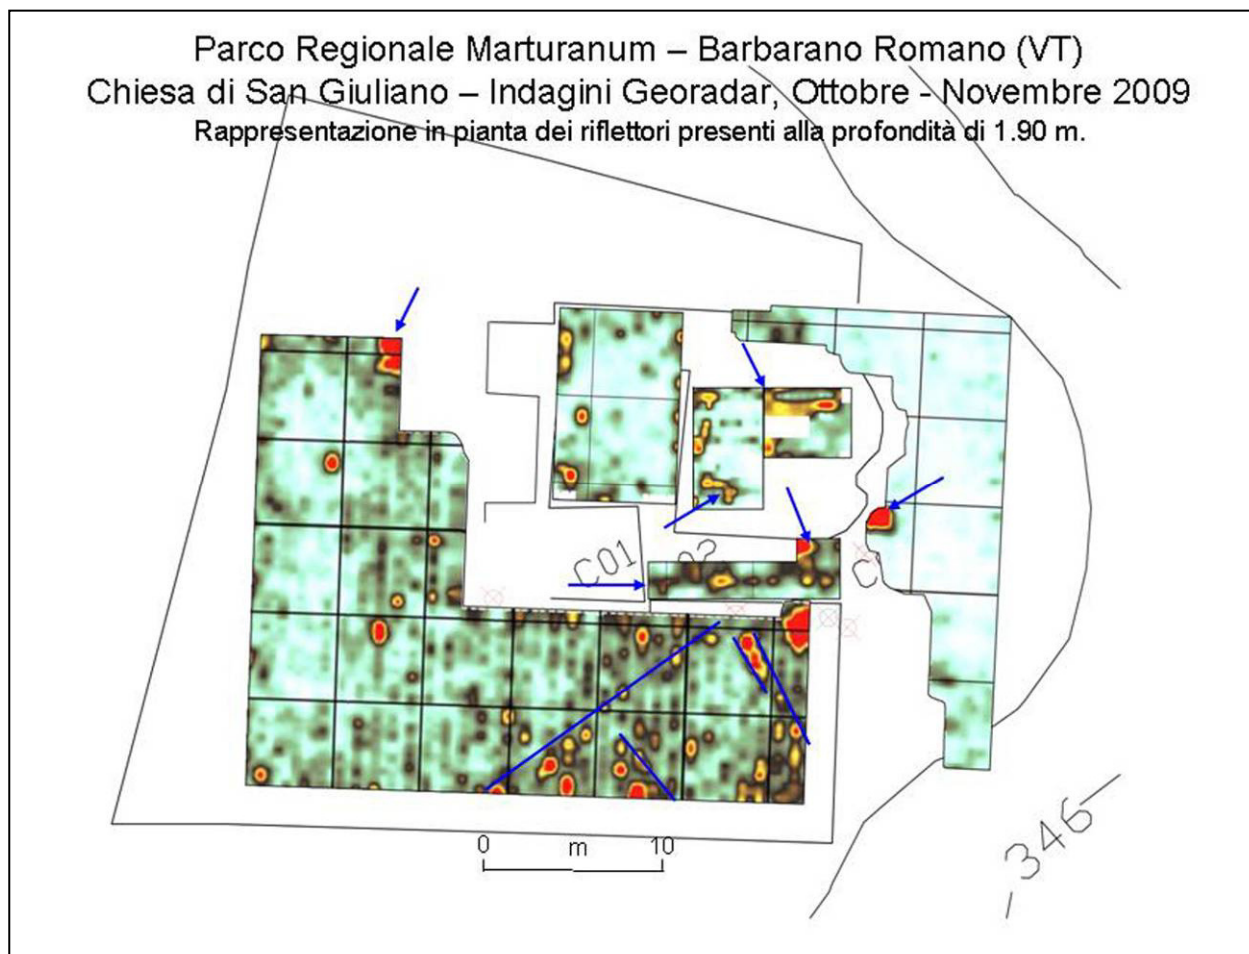 Parco Regionale Marturanum – Barbarano Romano (VT)
Chiesa di San Giuliano – Indagini Georadar, Ottobre - Novembre 2009
Rappresentazione in pianta dei riflettori presenti alla profondità di 1.90 m.
C01
0 m 10
346